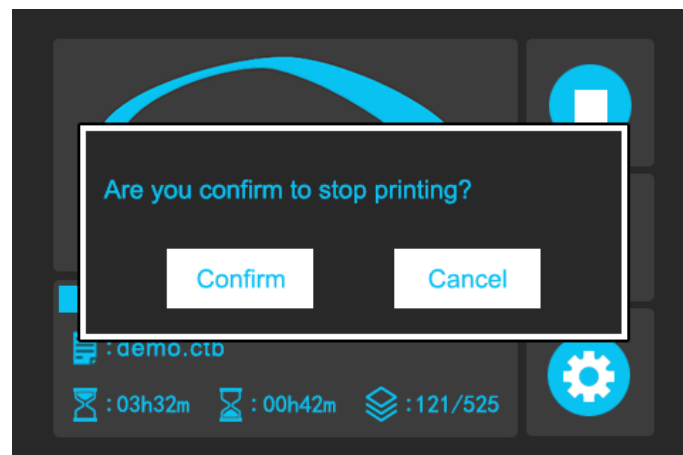 Are you confirm to stop printing?
Confirm Cancel
:demo.ctb
:03h32m :00h42m :121/525